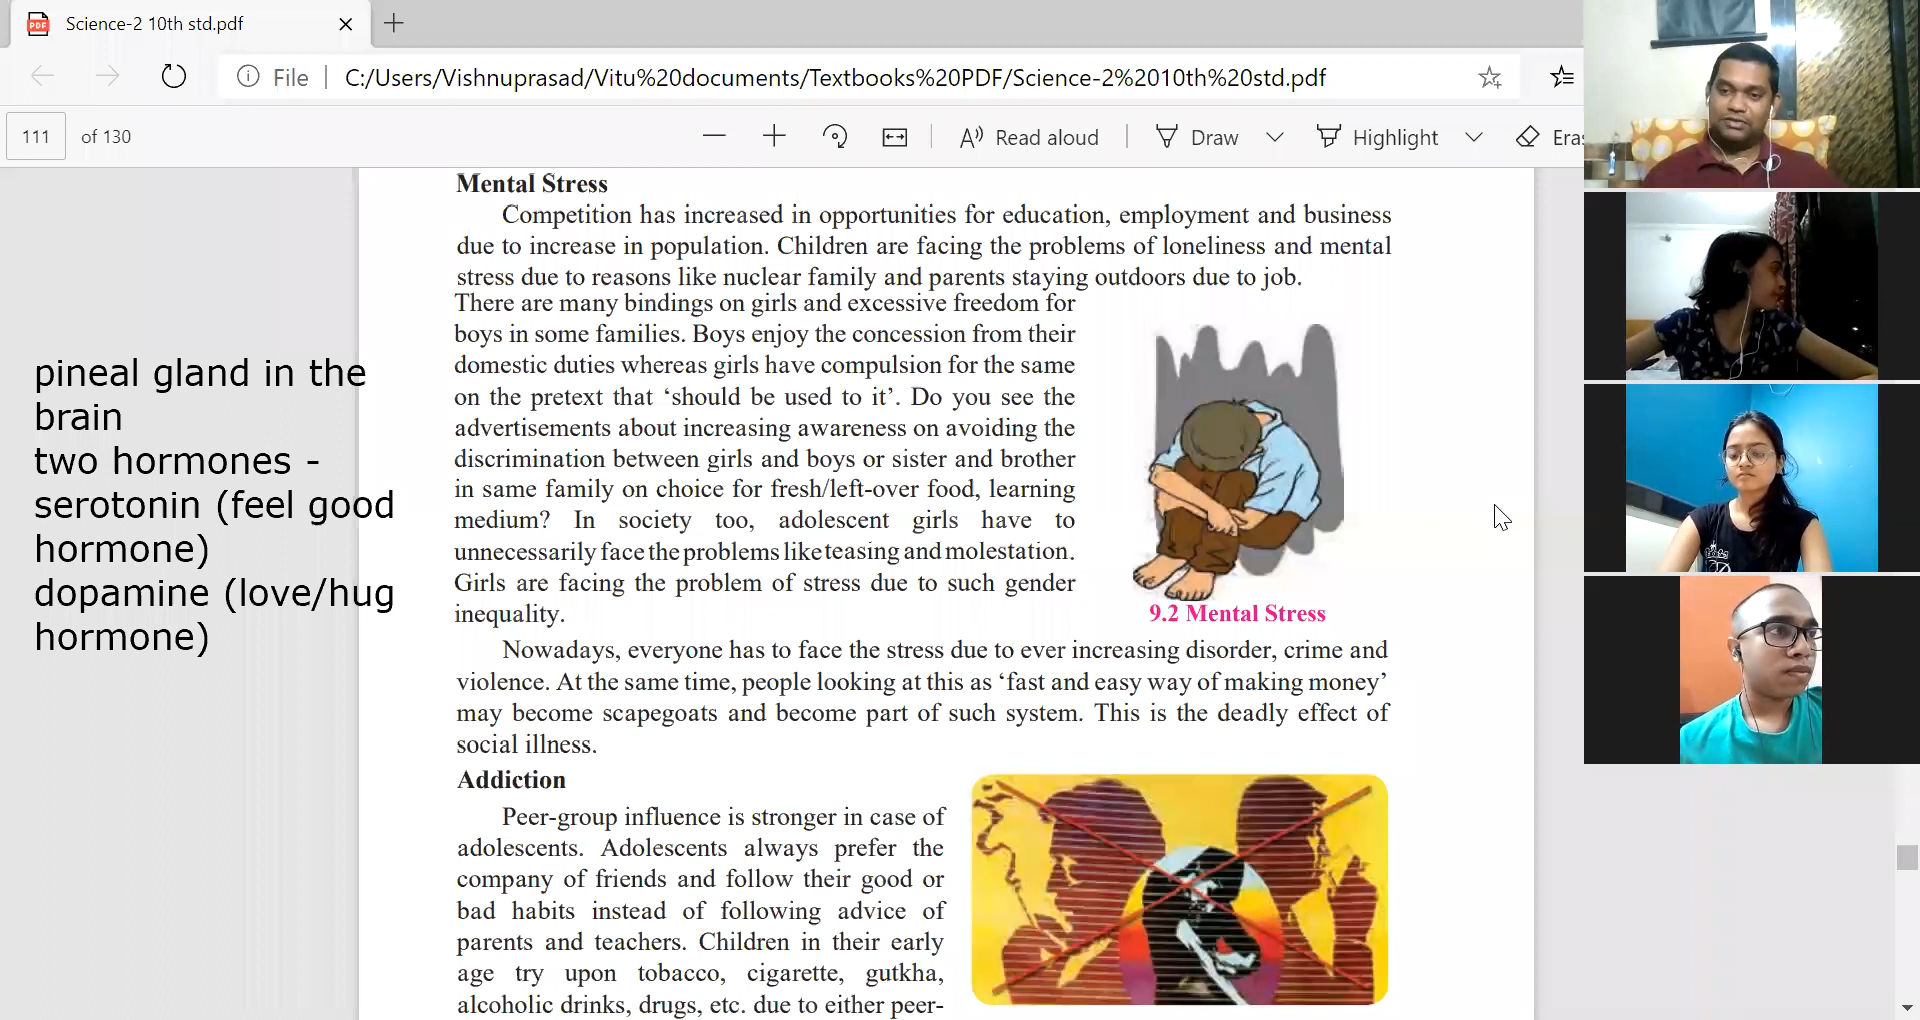 Science-2 10th std.pdf
File
C:/Users/Vishnuprasad/Vitu%20documents/Textbooks%20PDF/Science-2%2010th%20std.pdf
111 of 130
Read aloud
Draw
Highlight
Eras
pineal gland in the
brain
two hormones -
serotonin (feel good
hormone)
dopamine (love/hug
hormone)
Mental Stress
Competition has increased in opportunities for education, employment and business
due to increase in population. Children are facing the problems of loneliness and mental
stress due to reasons like nuclear family and parents staying outdoors due to job.
There are many bindings on girls and excessive freedom for
boys in some families. Boys enjoy the concession from their
domestic duties whereas girls have compulsion for the same
on the pretext that ‘should be used to it’. Do you see the
advertisements about increasing awareness on avoiding the
discrimination between girls and boys or sister and brother
in same family on choice for fresh/left-over food, learning
medium? In society too, adolescent girls have to
unnecessarily face the problems like teasing and molestation.
Girls are facing the problem of stress due to such gender
inequality.
9.2 Mental Stress
Nowadays, everyone has to face the stress due to ever increasing disorder, crime and
violence. At the same time, people looking at this as ‘fast and easy way of making money’
may become scapegoats and become part of such system. This is the deadly effect of
social illness.
Addiction
Peer-group influence is stronger in case of
adolescents. Adolescents always prefer the
company of friends and follow their good or
bad habits instead of following advice of
parents and teachers. Children in their early
age try upon tobacco, cigarette, gutkha,
alcoholic drinks, drugs, etc. due to either peer-